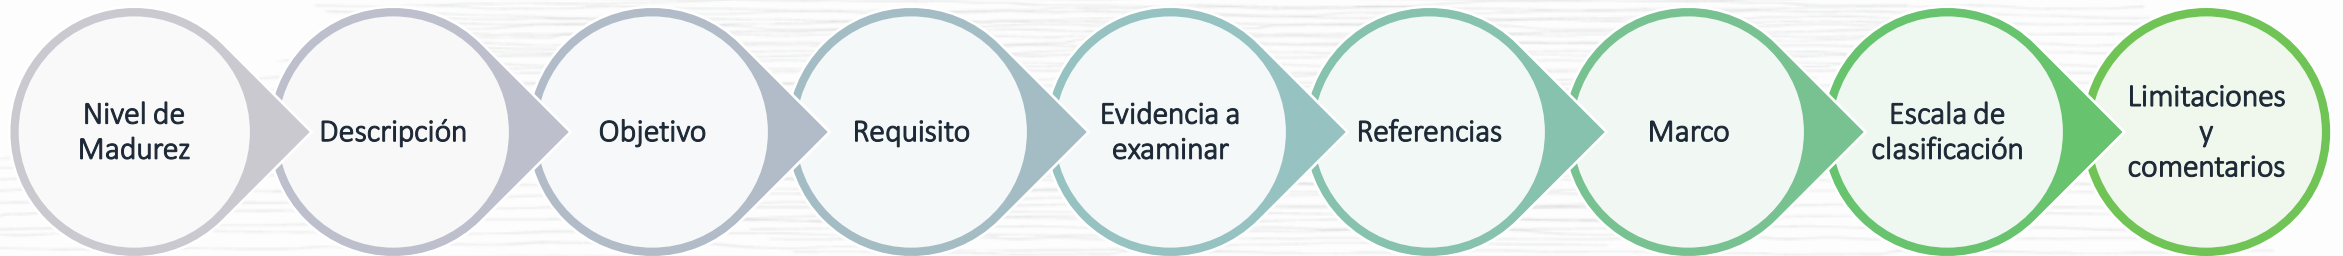 Nivel de
Madurez
Descripción
Objetivo
Requisito
Evidencia a
examinar
Referencias
Marco
Escala de
clasificación
Limitaciones
y
comentarios